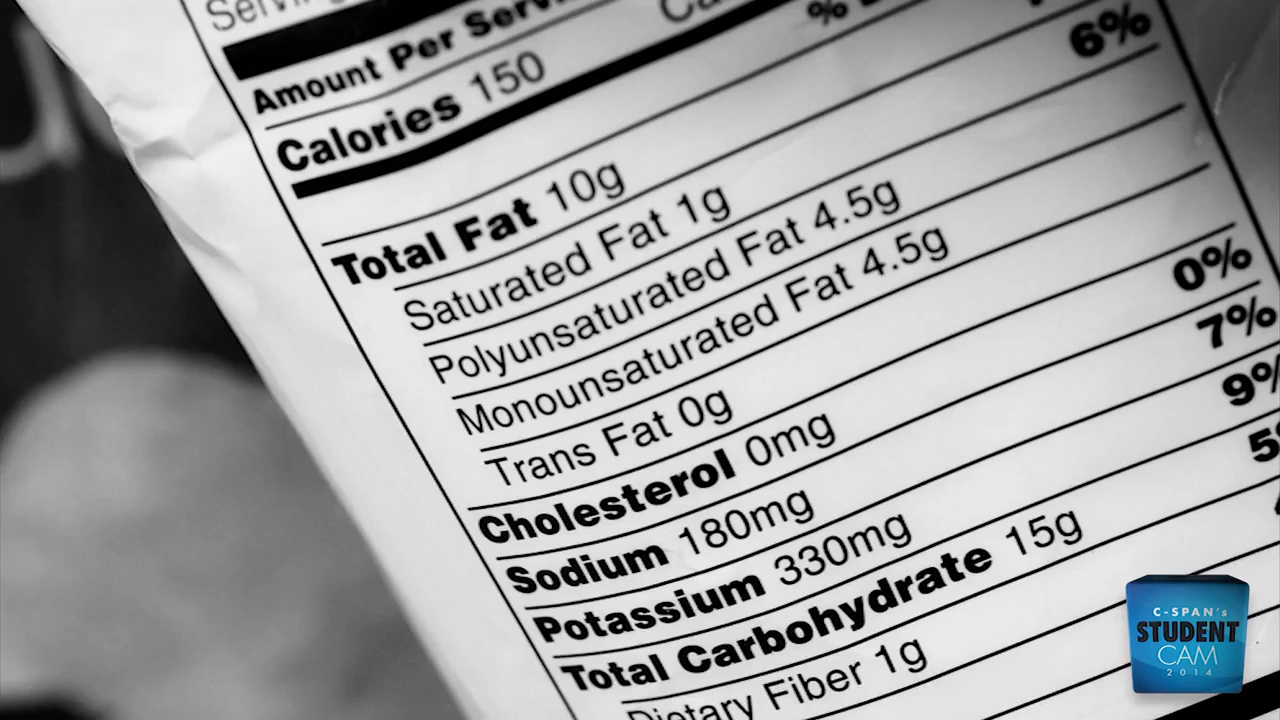 Serving
Amount Per Serving
Calories 150
Total Fat 10g
Saturated Fat 1g 6%
Polyunsaturated Fat 4.5g
Monounsaturated Fat 4.5g
Trans Fat 0g
Cholesterol 0mg 0%
Sodium 180mg 7%
Potassium 330mg 9%
Total Carbohydrate 15g 5%
Dietary Fiber 1g
C-SPAN's
STUDENT
CAM
2014